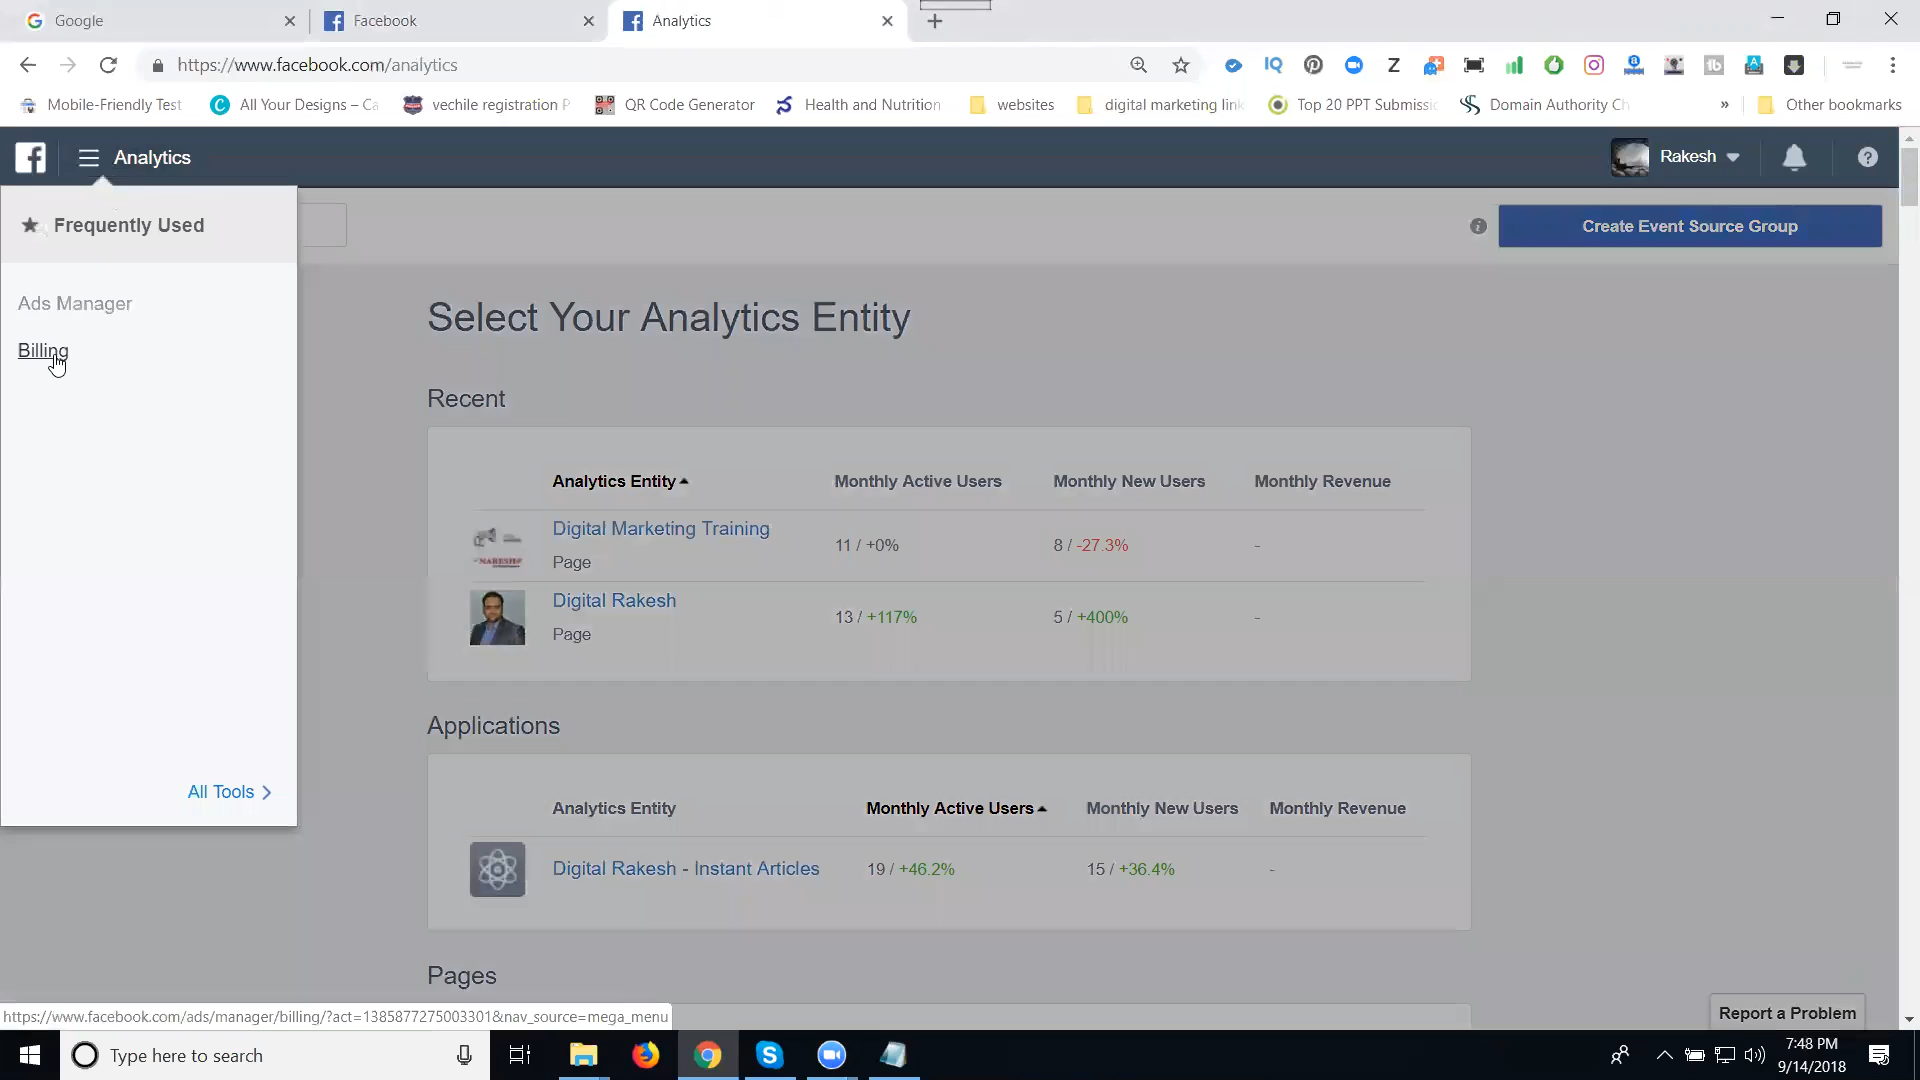 Google
Facebook
Analytics
https://www.facebook.com/analytics
Mobile-Friendly Test
All Your Designs – Ca
vechile registration P
QR Code Generator
Health and Nutrition
websites
digital marketing link
Top 20 PPT Submissic
Domain Authority Ch
Other bookmarks
Analytics
Rakesh
Frequently Used
Create Event Source Group
Ads Manager
Billing
All Tools
Select Your Analytics Entity
Recent
Analytics Entity Monthly Active Users Monthly New Users Monthly Revenue
Digital Marketing Training
Page
11 / +0% 8 / -27.3% -
Digital Rakesh
Page
13 / +117% 5 / +400% -
Applications
Analytics Entity Monthly Active Users Monthly New Users Monthly Revenue
Digital Rakesh - Instant Articles 19 / +46.2% 15 / +36.4% -
Pages
https://www.facebook.com/ads/manager/billing/?act=1385877275003301&nav_source=mega_menu
Report a Problem
Type here to search
7:48 PM
9/14/2018